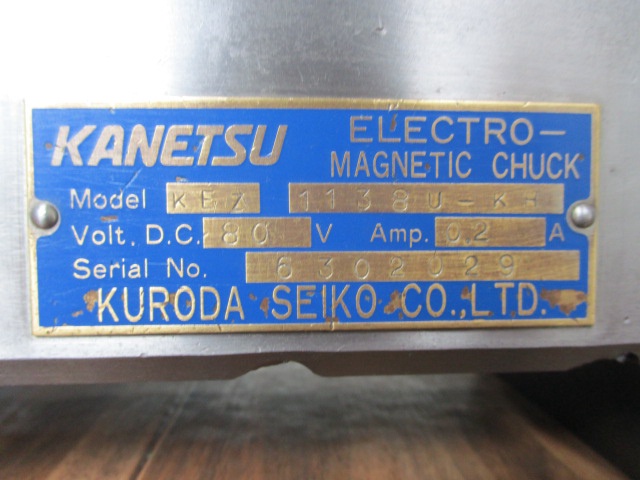 KANETSU ELECTRO-
MAGNETIC CHUCK
Model KEZ 1138U-KH
Volt. D.C. 80 V Amp. 0.2 A
Serial No. 6302029
KURODA SEIKO CO.,LTD.